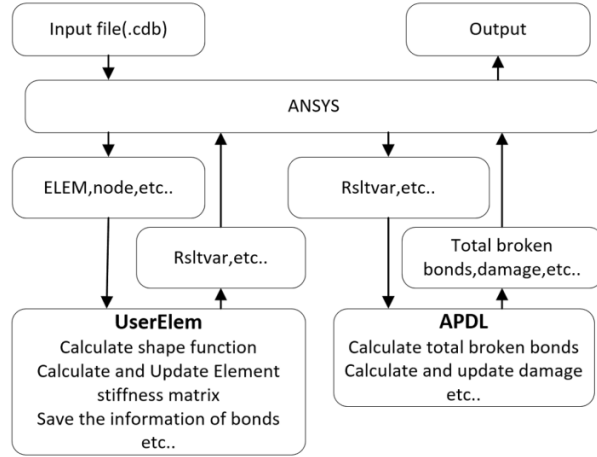 Input file(.cdb)
Output
ANSYS
ELEM,node,etc..
Rsltvar,etc..
Rsltvar,etc..
Total broken
bonds,damage,etc..
UserElem
Calculate shape function
Calculate and Update Element
stiffness matrix
Save the information of bonds
etc..
APDL
Calculate total broken bonds
Calculate and update damage
etc..